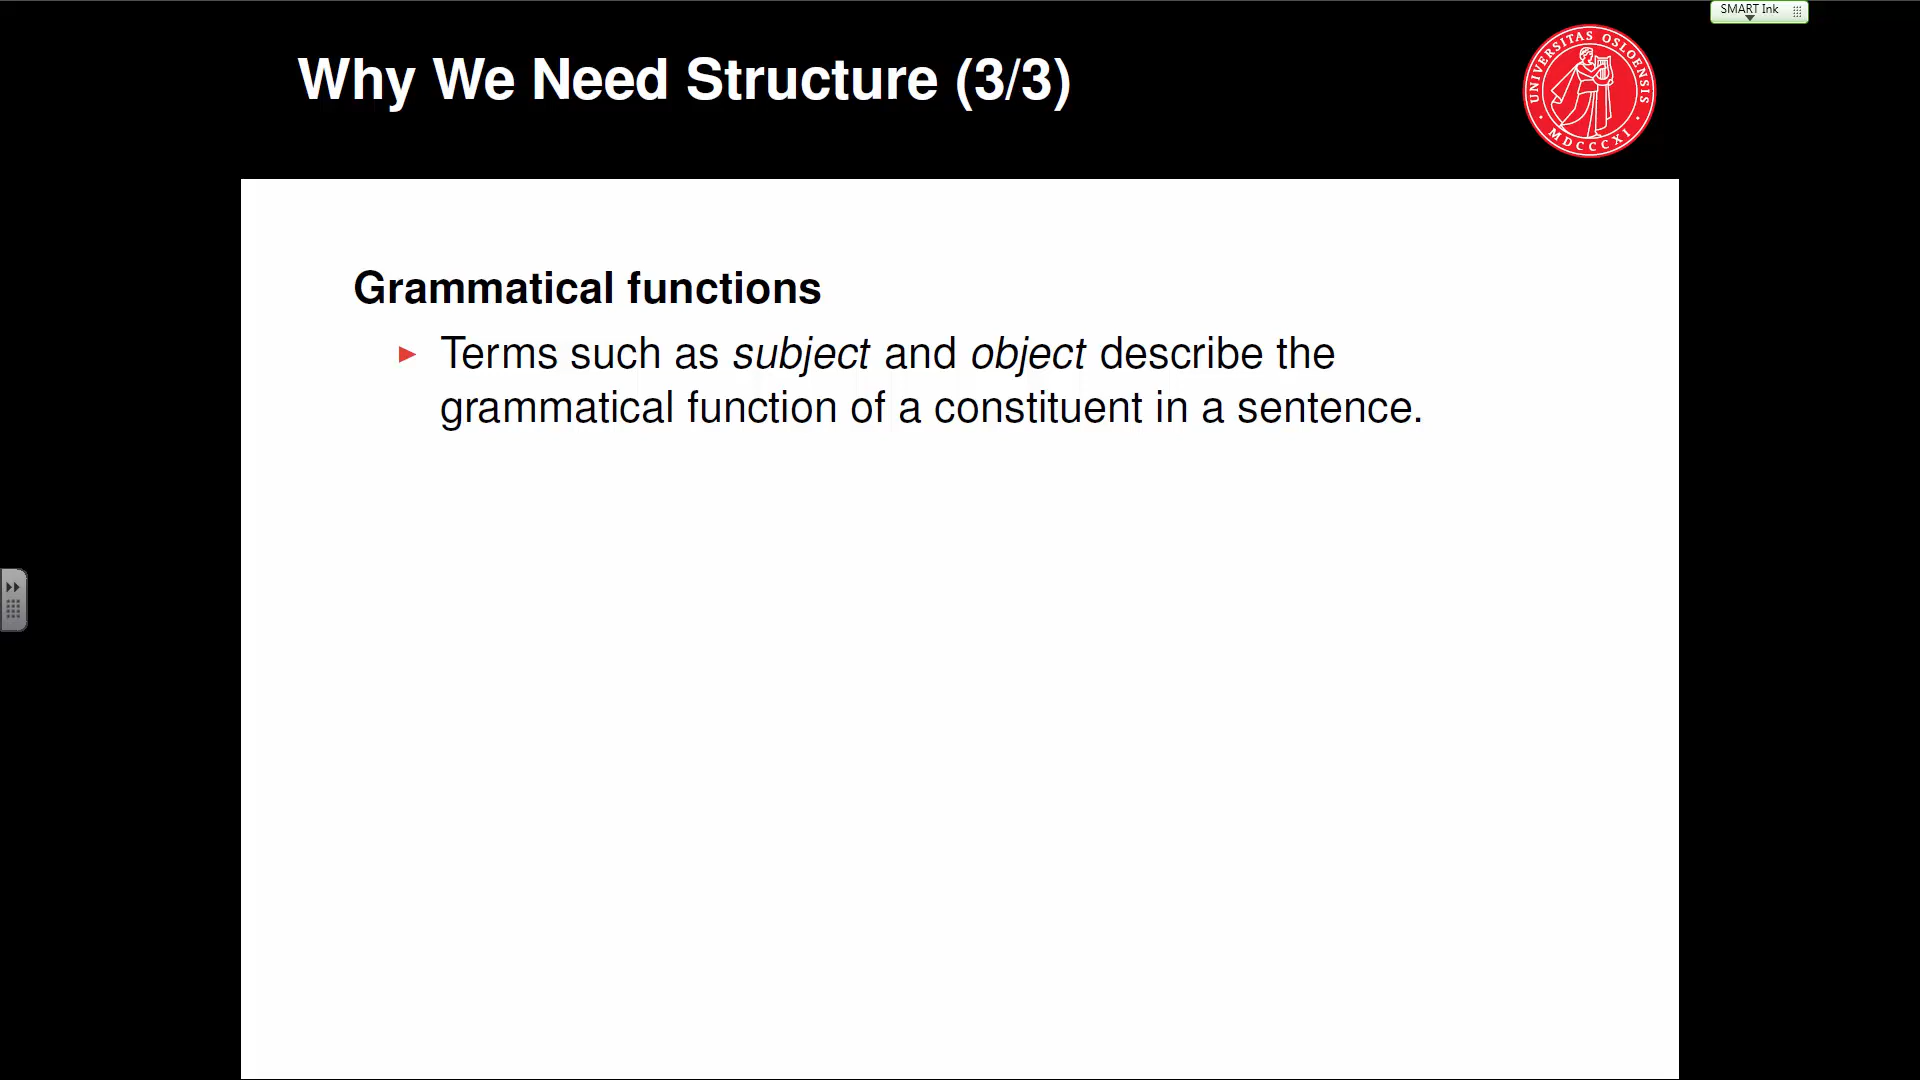 SMART Ink
Why We Need Structure (3/3)
UNIVERSITAS OSLOENSIS
MDCCCXI
Grammatical functions
Terms such as subject and object describe the
grammatical function of a constituent in a sentence.